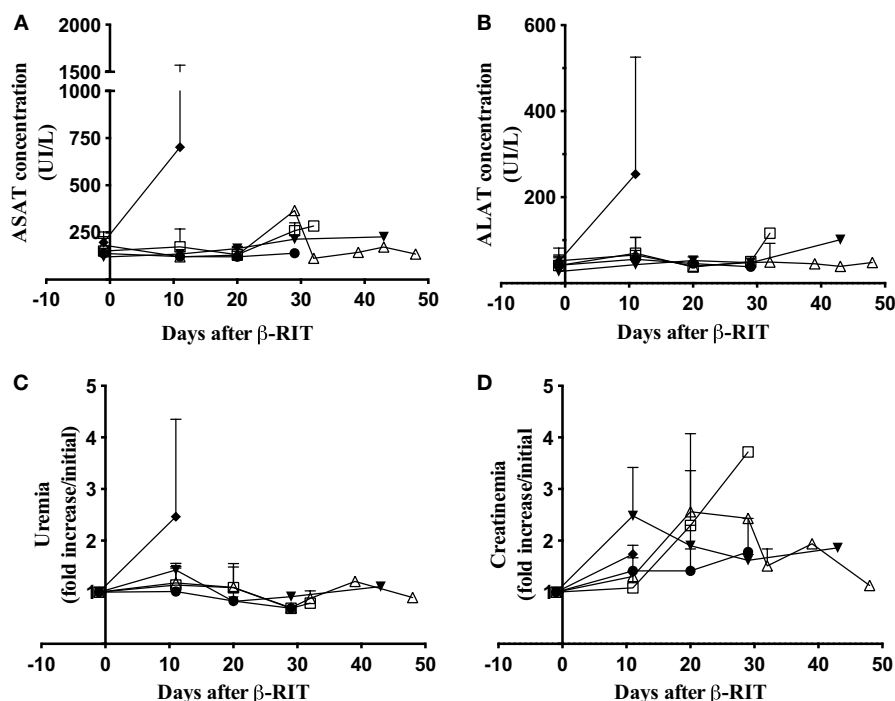 A
2000
1500
1000
750
500
250
-10 0 10 20 30 40 50
ASAT concentration
(UI/L)
Days after β-RIT
B
600
400
200
-10 0 10 20 30 40 50
ALAT concentration
(UI/L)
Days after β-RIT
C
5
4
3
2
1
-10 0 10 20 30 40 50
Uremia
(fold increase/initial)
Days after β-RIT
D
5
4
3
2
1
-10 0 10 20 30 40 50
Creatinemia
(fold increase/initial
Days after β-RIT